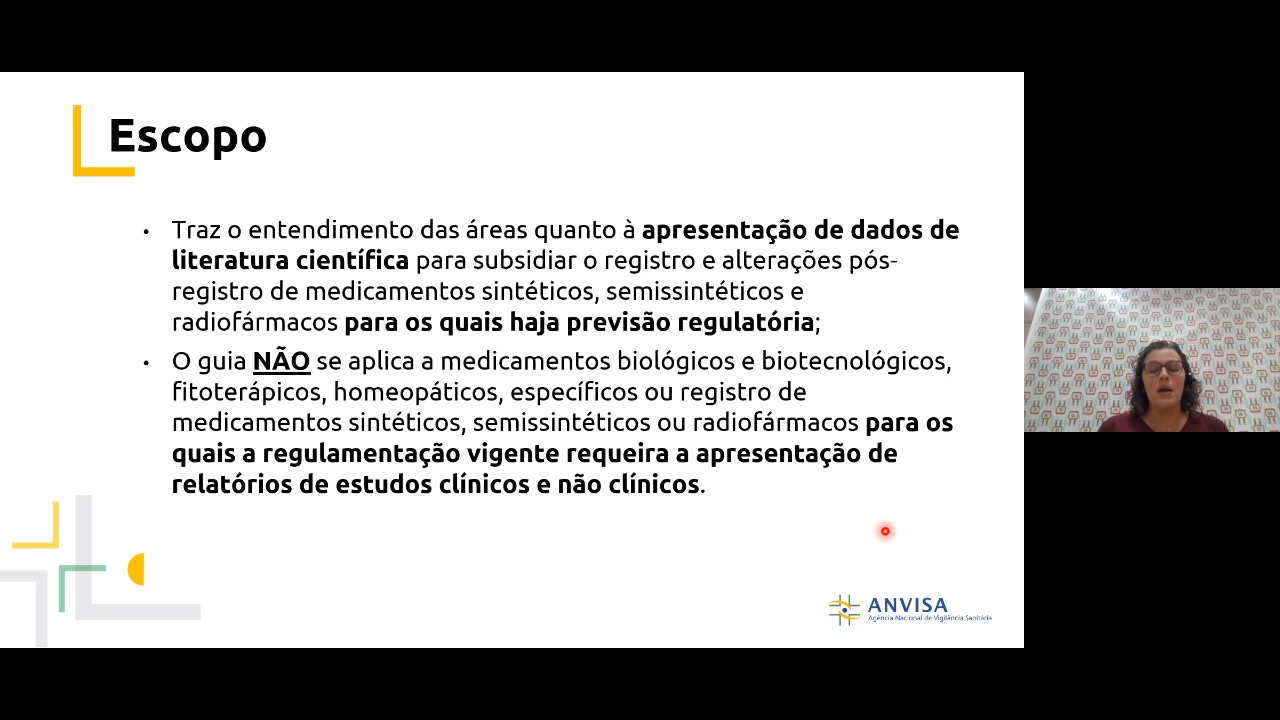 Escopo
• Traz o entendimento das áreas quanto à apresentação de dados de
literatura científica para subsidiar o registro e alterações pós-
registro de medicamentos sintéticos, semissintéticos e
radiofármacos para os quais haja previsão regulatória;
• O guia NÃO se aplica a medicamentos biológicos e biotecnológicos,
fitoterápicos, homeopáticos, específicos ou registro de
medicamentos sintéticos, semissintéticos ou radiofármacos para os
quais a regulamentação vigente requeira a apresentação de
relatórios de estudos clínicos e não clínicos.
ANVISA
Agência Nacional de Vigilância Sanitária